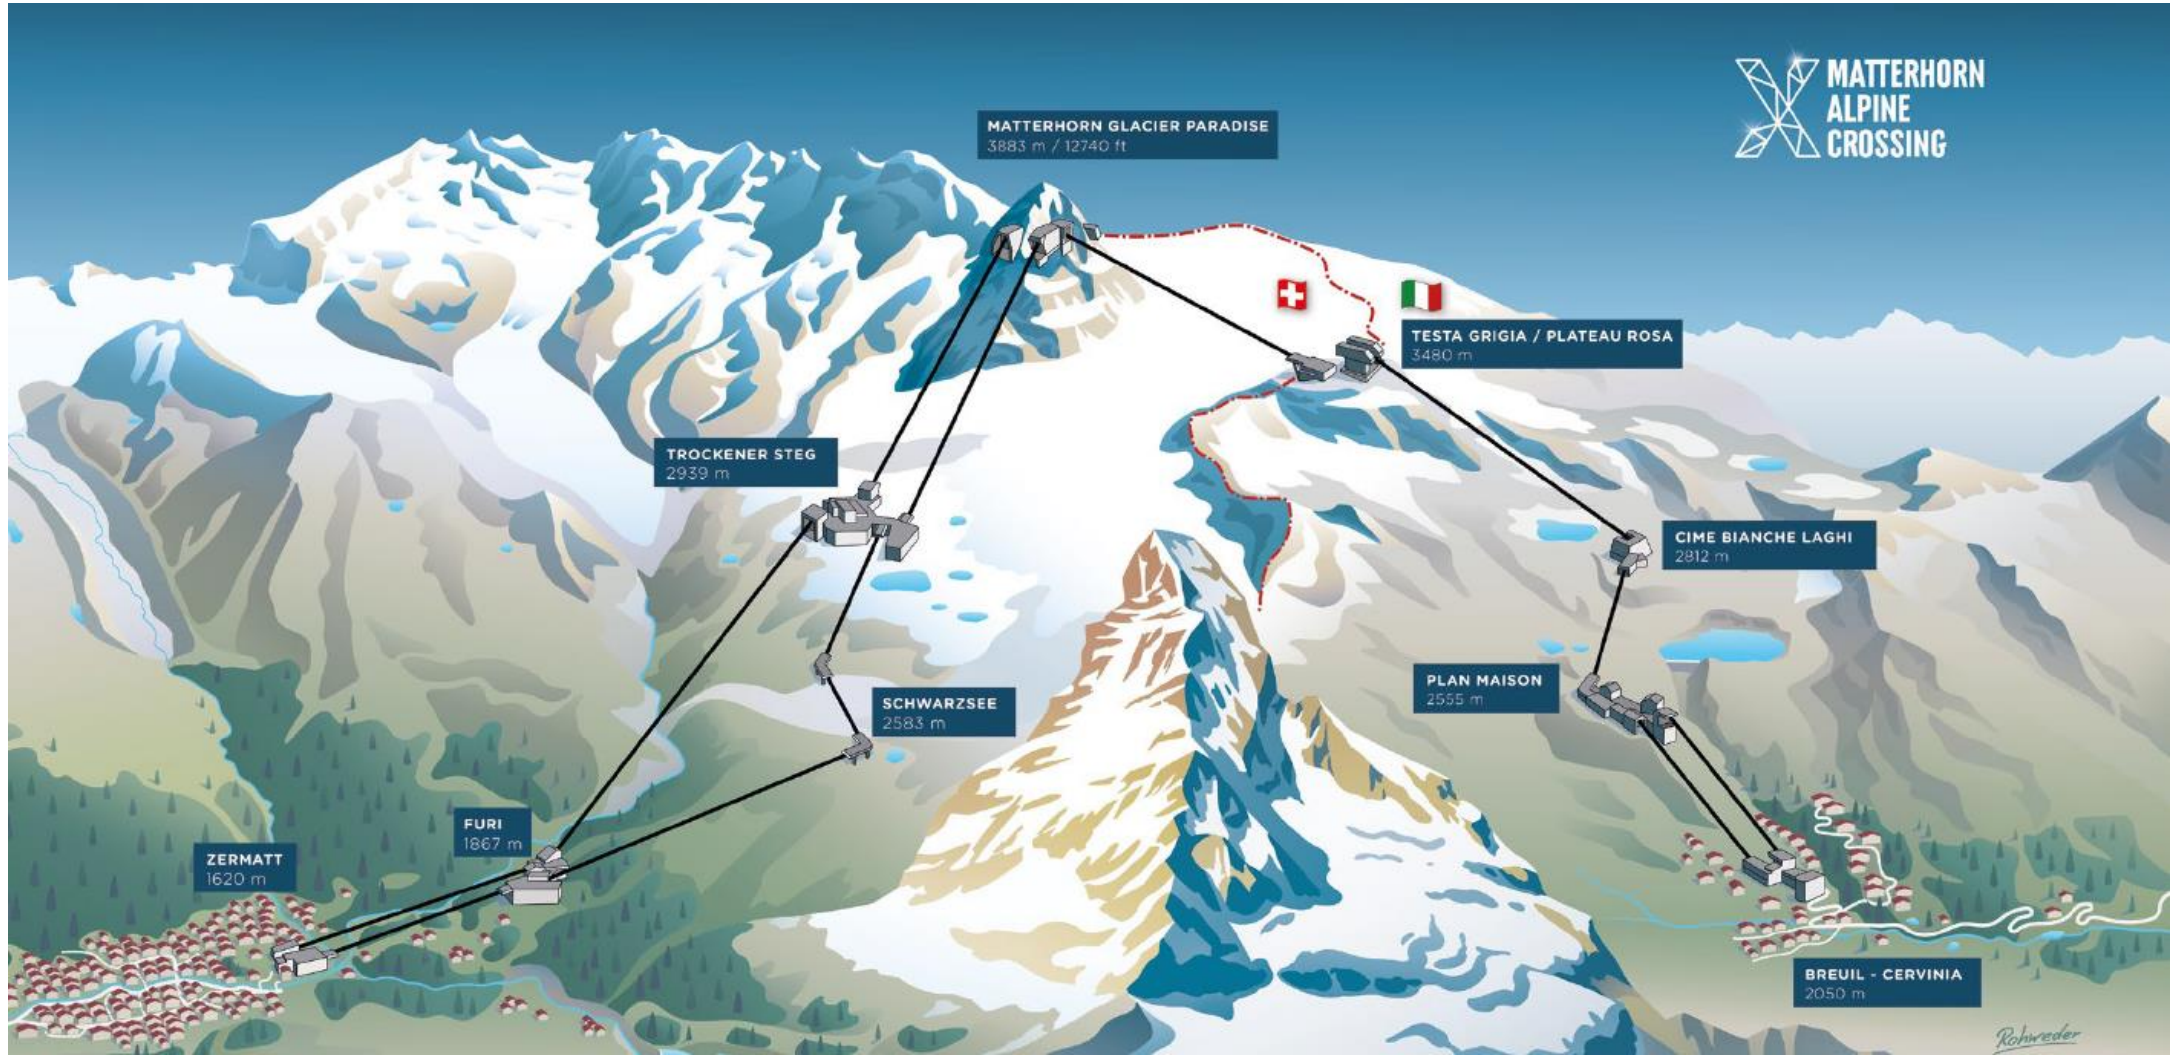 MATTERHORN
ALPINE
CROSSING
MATTERHORN GLACIER PARADISE
3883 m / 12740 ft
TESTA GRIGIA / PLATEAU ROSA
3480 m
TROCKENER STEG
2939 m
CIME BIANCHE LAGHI
2812 m
PLAN MAISON
2555 m
SCHWARZSEE
2583 m
FURI
1867 m
ZERMATT
1620 m
BREUIL - CERVINIA
2050 m
Rohweder